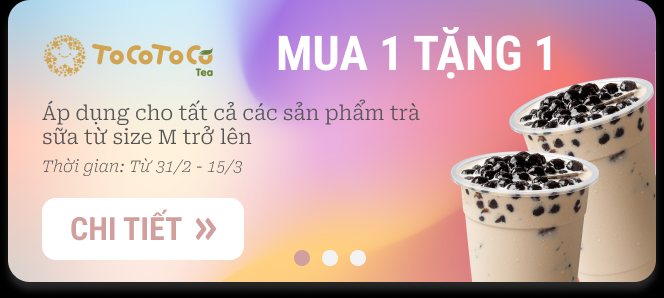 ToCoToCo
Tea
MUA 1 TẶNG 1
Áp dụng cho tất cả các sản phẩm trà
sữa từ size M trở lên
Thời gian: Từ 31/2 - 15/3
CHI TIẾT »